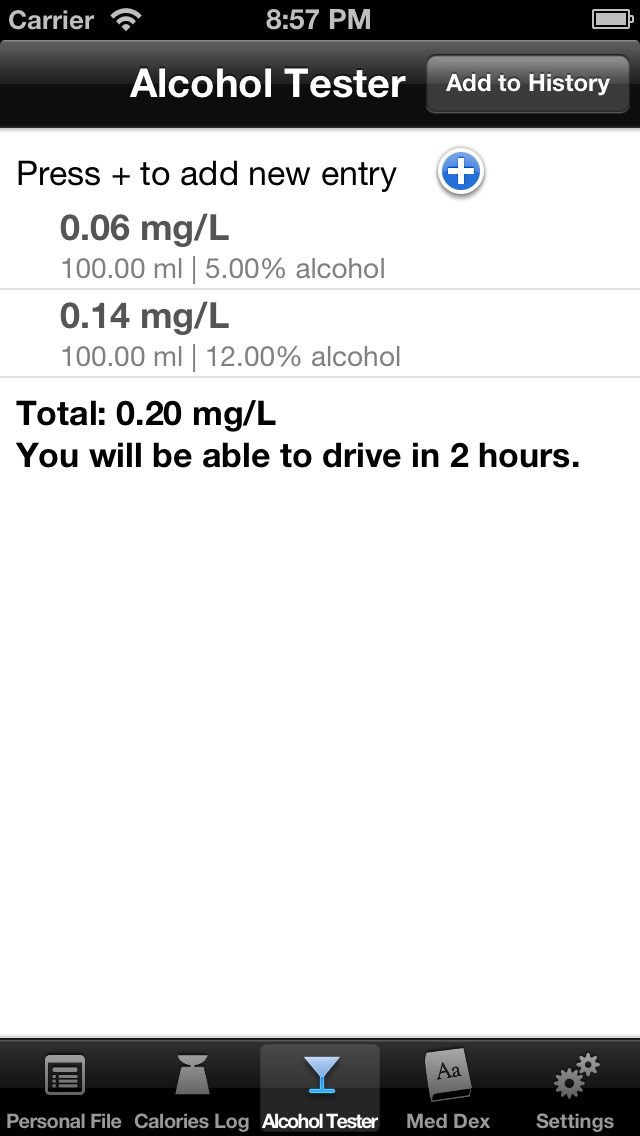 Carrier 8:57 PM
Alcohol Tester Add to History
Press + to add new entry
0.06 mg/L
100.00 ml | 5.00% alcohol
0.14 mg/L
100.00 ml | 12.00% alcohol
Total: 0.20 mg/L
You will be able to drive in 2 hours.
Aa
Personal File Calories Log Alcohol Tester Med Dex Settings